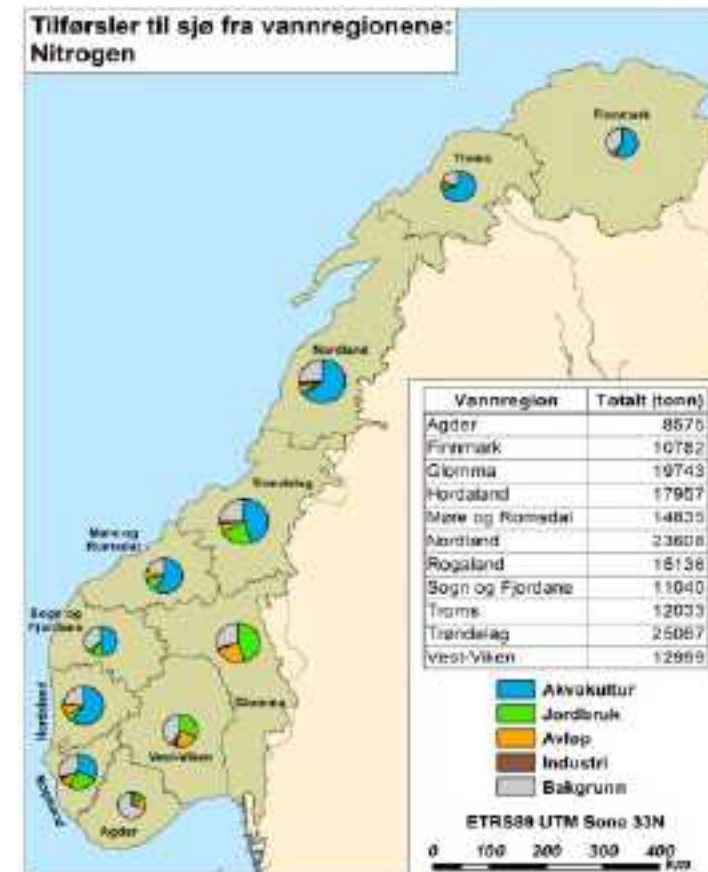 Tilførsler til sjø fra vannregionene:
Nitrogen
Finnmark
Troms
Nordland
Trøndelag
Møre og
Romsdal
Sogn og
Fjordane
Hordaland
Glomma
Vest-Viken
Rogaland
Agder
Vannregion Totalt (tonn)
Agder 8575
Finnmark 10782
Glomma 19743
Hordaland 17957
Møre og Romsdal 14835
Nordland 23608
Rogaland 15136
Sogn og Fjordane 11040
Troms 12033
Trøndelag 25067
Vest-Viken 12999
Akvakultur
Jordbruk
Avløp
Industri
Bakgrunn
ETRS89 UTM Sone 33N
0 100 200 300 400
Km